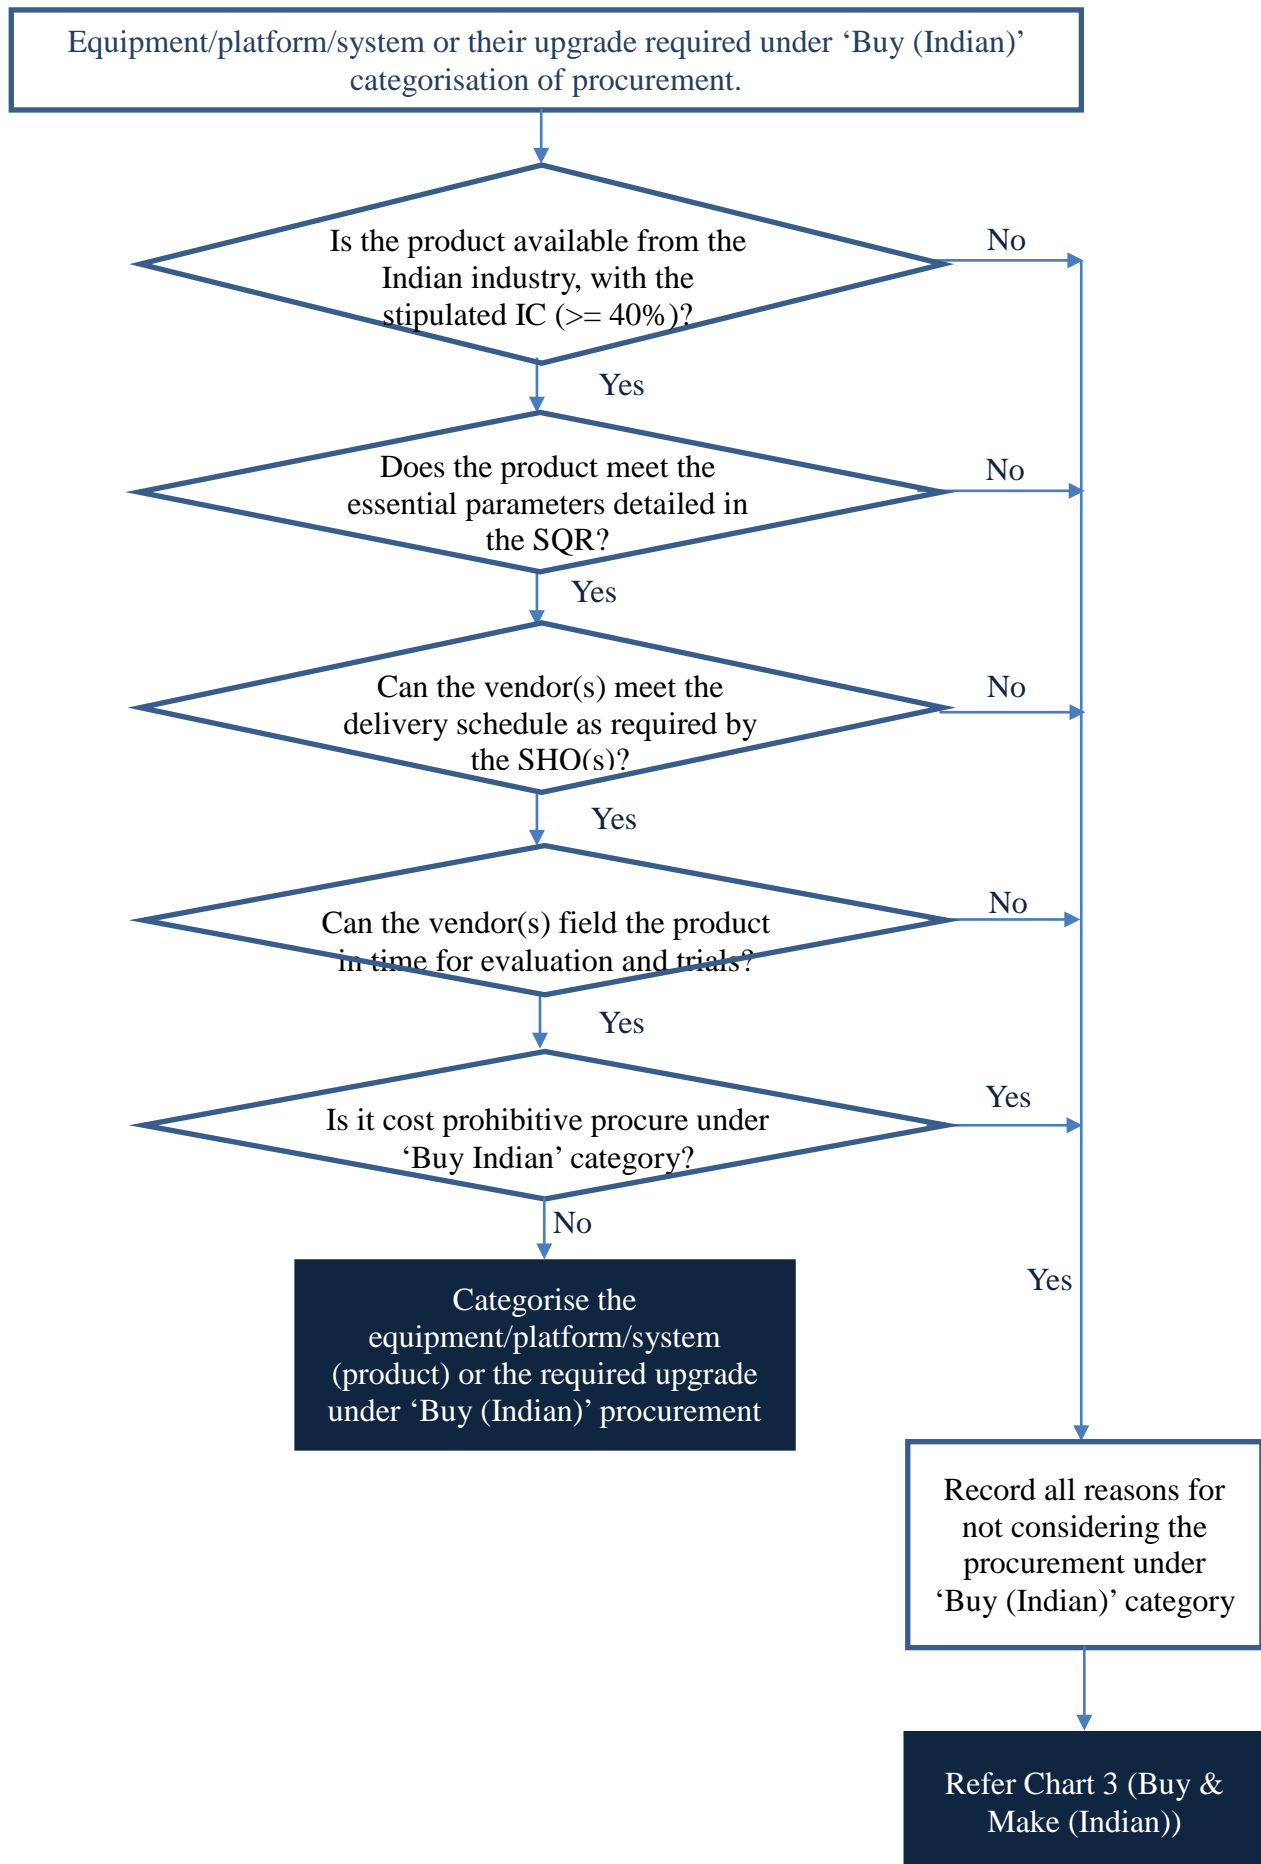 Equipment/platform/system or their upgrade required under ‘Buy (Indian)’
categorisation of procurement.
Is the product available from the
Indian industry, with the
stipulated IC (>= 40%)?
No
Yes
Does the product meet the
essential parameters detailed in
the SQR?
No
Yes
Can the vendor(s) meet the
delivery schedule as required by
the SHO(s)?
No
Yes
Can the vendor(s) field the product
in time for evaluation and trials?
No
Yes
Is it cost prohibitive procure under
‘Buy Indian’ category?
Yes
No
Categorise the
equipment/platform/system
(product) or the required upgrade
under ‘Buy (Indian)’ procurement
Yes
Record all reasons for
not considering the
procurement under
‘Buy (Indian)’ category
Refer Chart 3 (Buy &
Make (Indian))